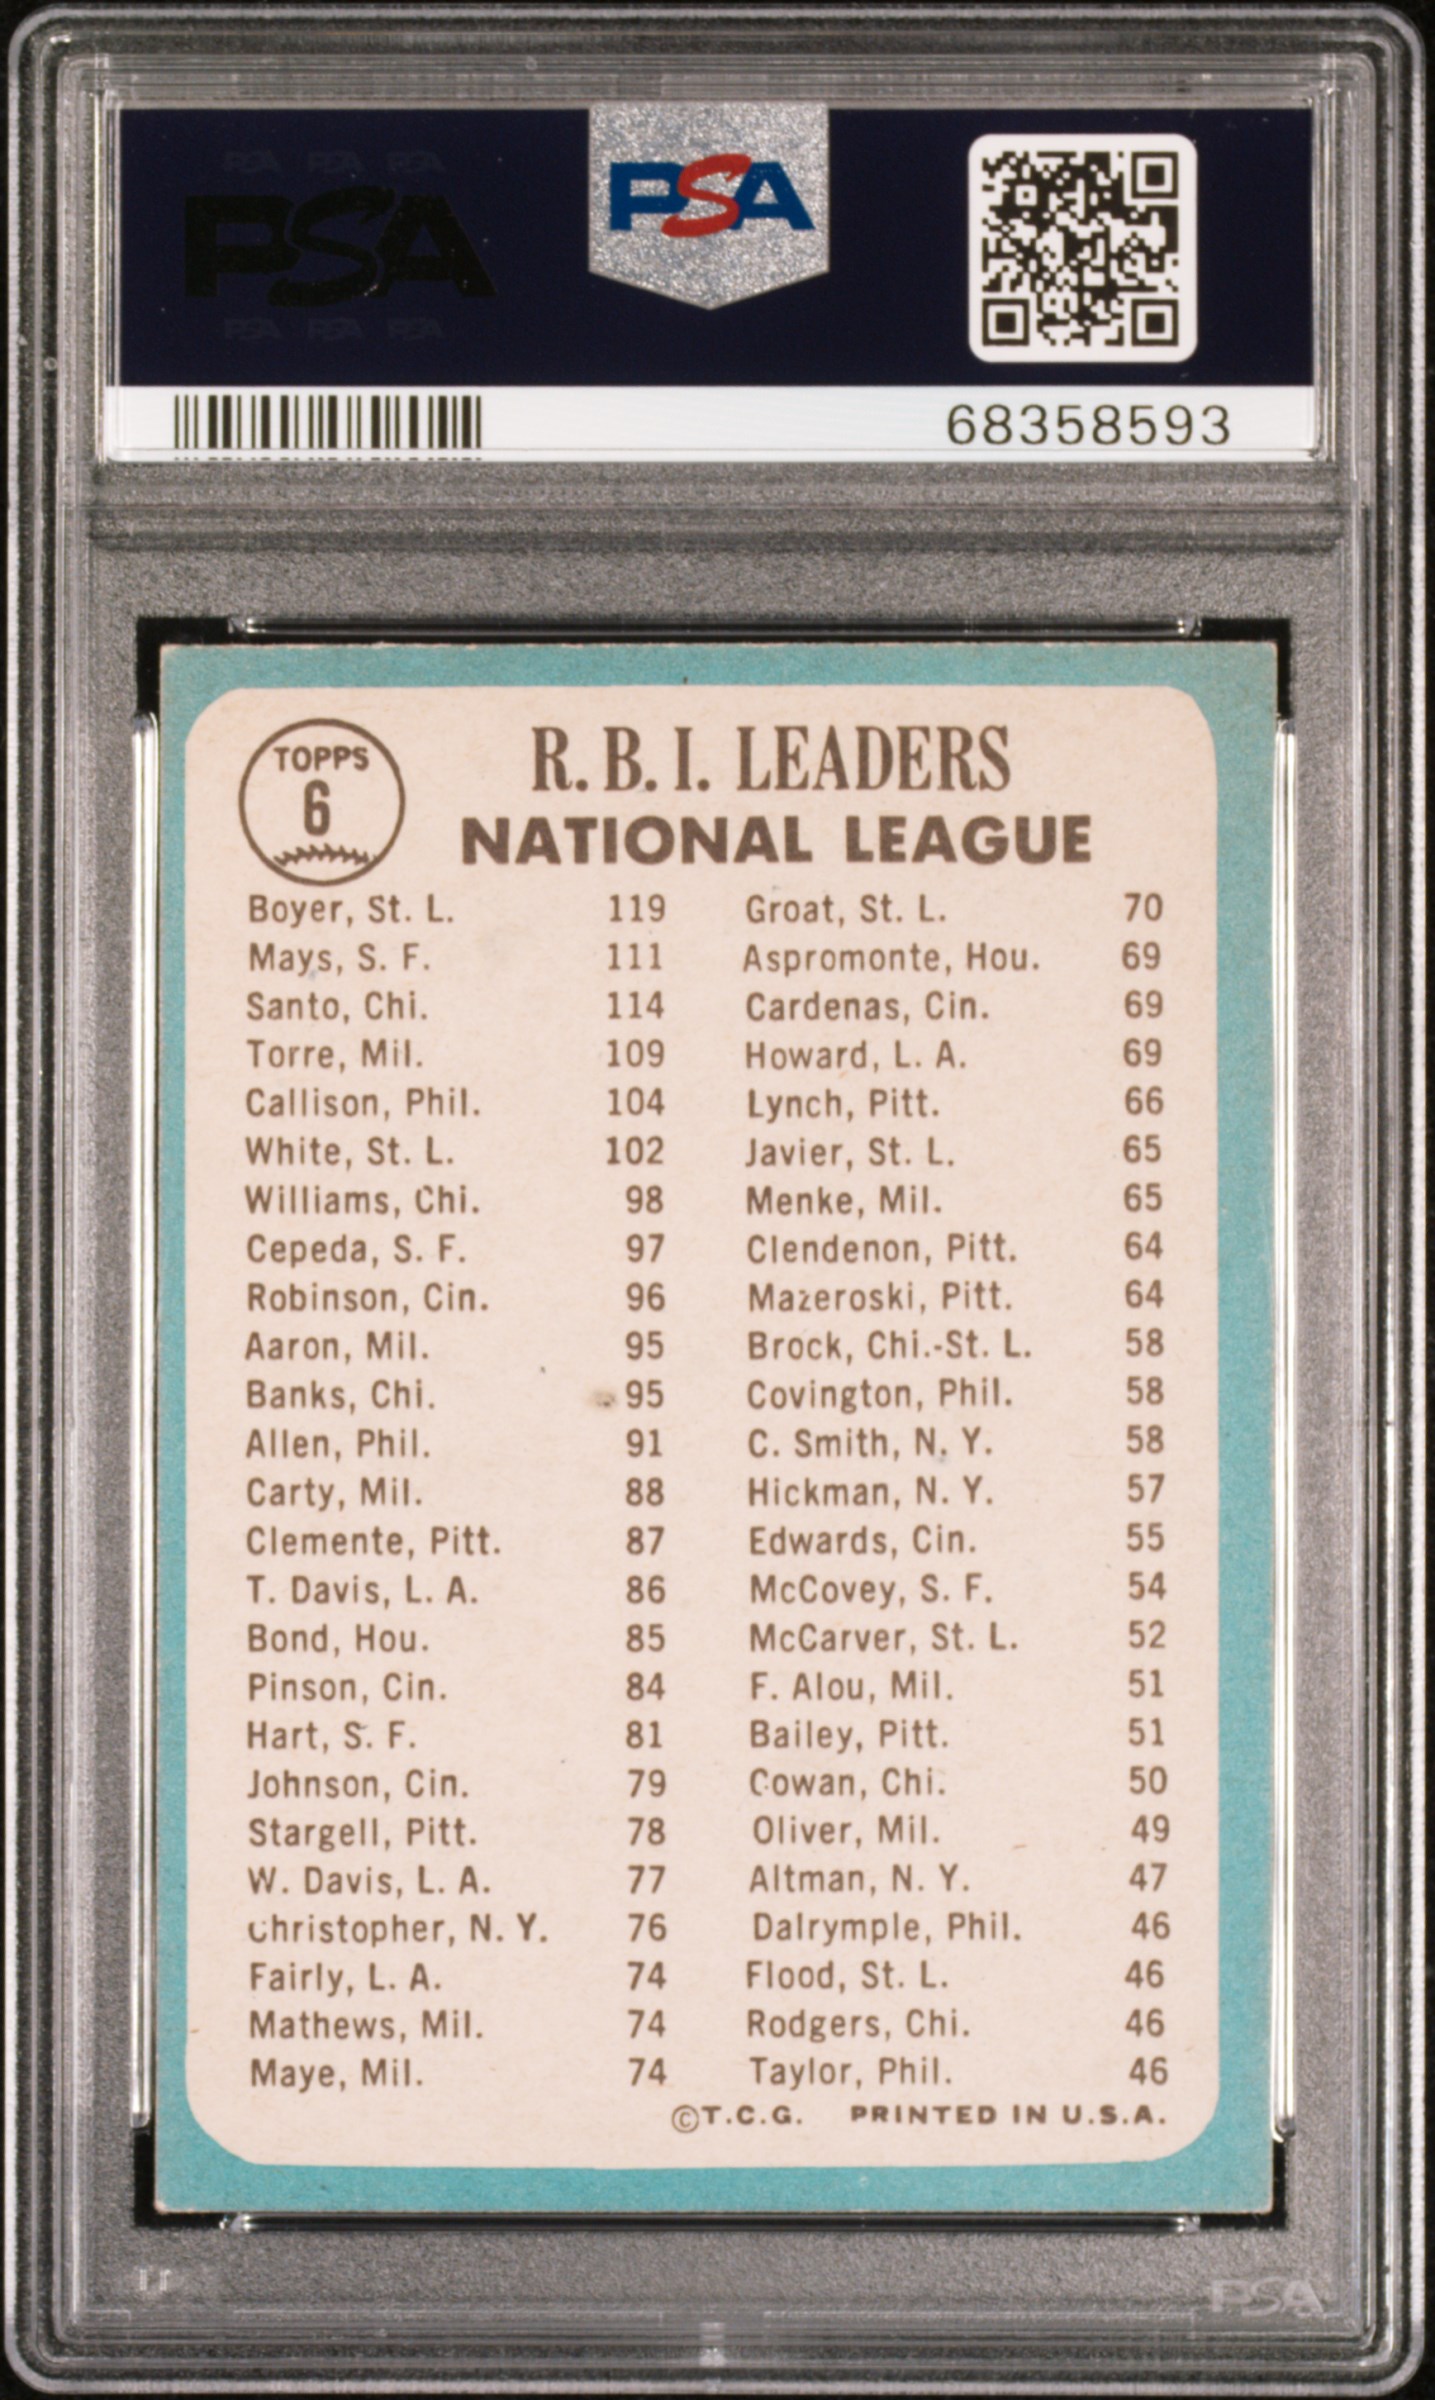 PSA PSA PSA
PSA
PSA PSA PSA
PSA
68358593
TOPPS
6
R. B. I. LEADERS
NATIONAL LEAGUE
Boyer, St. L. 119
Mays, S. F. 111
Santo, Chi. 114
Torre, Mil. 109
Callison, Phil. 104
White, St. L. 102
Williams, Chi. 98
Cepeda, S. F. 97
Robinson, Cin. 96
Aaron, Mil. 95
Banks, Chi. 95
Allen, Phil. 91
Carty, Mil. 88
Clemente, Pitt. 87
T. Davis, L. A. 86
Bond, Hou. 85
Pinson, Cin. 84
Hart, S. F. 81
Johnson, Cin. 79
Stargell, Pitt. 78
W. Davis, L. A. 77
Christopher, N. Y. 76
Fairly, L. A. 74
Mathews, Mil. 74
Maye, Mil. 74
Groat, St. L. 70
Aspromonte, Hou. 69
Cardenas, Cin. 69
Howard, L. A. 69
Lynch, Pitt. 66
Javier, St. L. 65
Menke, Mil. 65
Clendenon, Pitt. 64
Mazeroski, Pitt. 64
Brock, Chi.-St. L. 58
Covington, Phil. 58
C. Smith, N. Y. 58
Hickman, N. Y. 57
Edwards, Cin. 55
McCovey, S. F. 54
McCarver, St. L. 52
F. Alou, Mil. 51
Bailey, Pitt. 51
Cowan, Chi. 50
Oliver, Mil. 49
Altman, N. Y. 47
Dalrymple, Phil. 46
Flood, St. L. 46
Rodgers, Chi. 46
Taylor, Phil. 46
©T.C.G. PRINTED IN U.S.A.
PSA